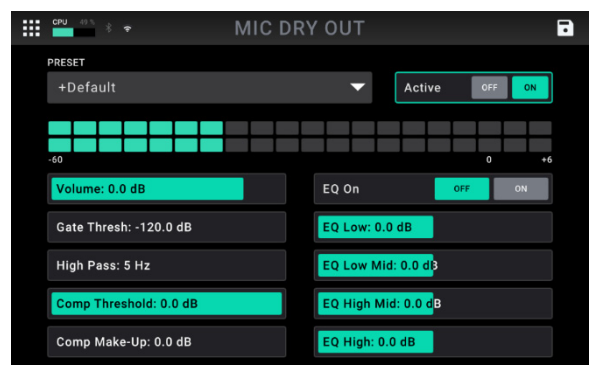 CPU 49 % MIC DRY OUT
PRESET
+Default Active OFF ON
-60 0 +6
Volume: 0.0 dB EQ On OFF ON
Gate Thresh: -120.0 dB EQ Low: 0.0 dB
High Pass: 5 Hz EQ Low Mid: 0.0 dB
Comp Threshold: 0.0 dB EQ High Mid: 0.0 dB
Comp Make-Up: 0.0 dB EQ High: 0.0 dB